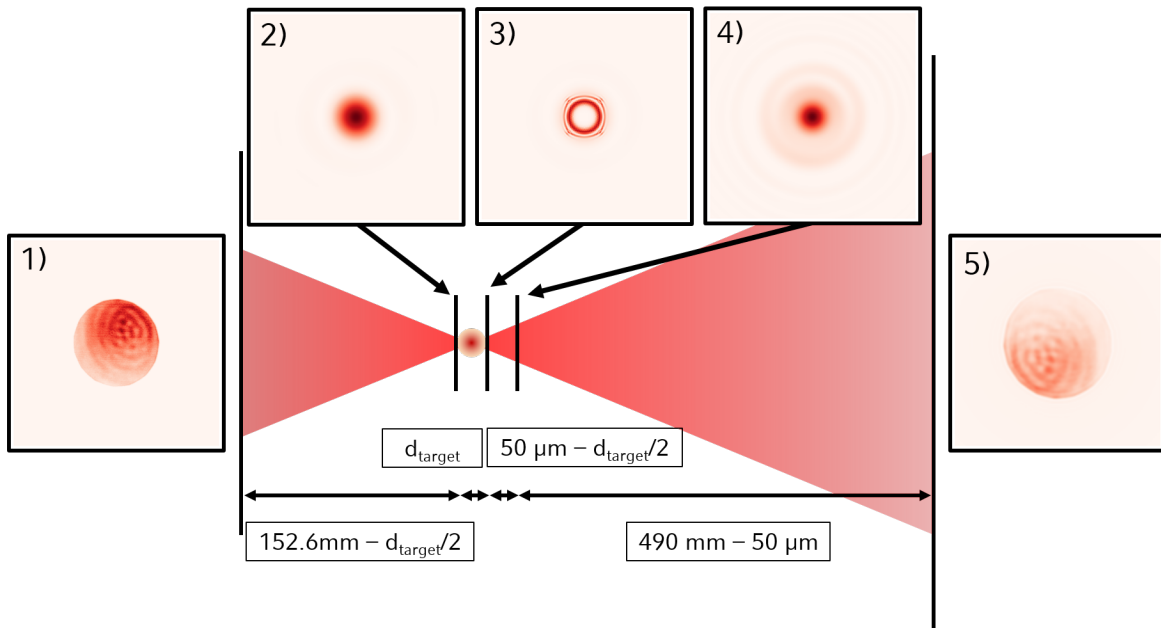 2)
3)
4)
1)
5)
d_target
50 µm – d_target/2
152.6mm – d_target/2
490 mm – 50 µm